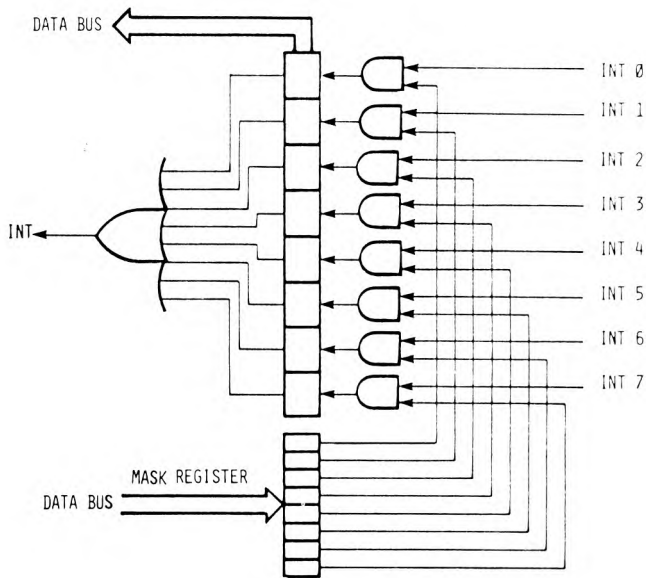 DATA BUS
INT Ø
INT 1
INT 2
INT 3
INT 4
INT 5
INT 6
INT 7
INT
MASK REGISTER
DATA BUS